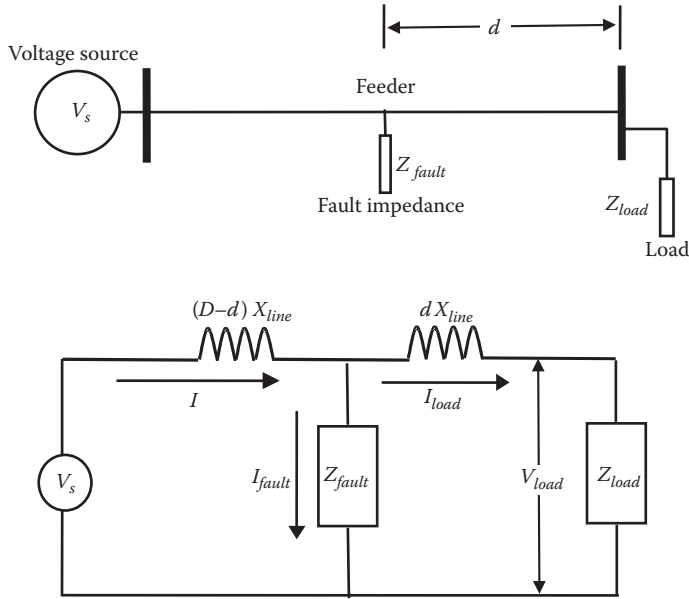 d
Voltage source
V_s
Feeder
Z_fault
Fault impedance
Z_load
Load
(D–d) X_line
d X_line
I
I_load
I_fault
Z_fault
V_load
Z_load
V_s